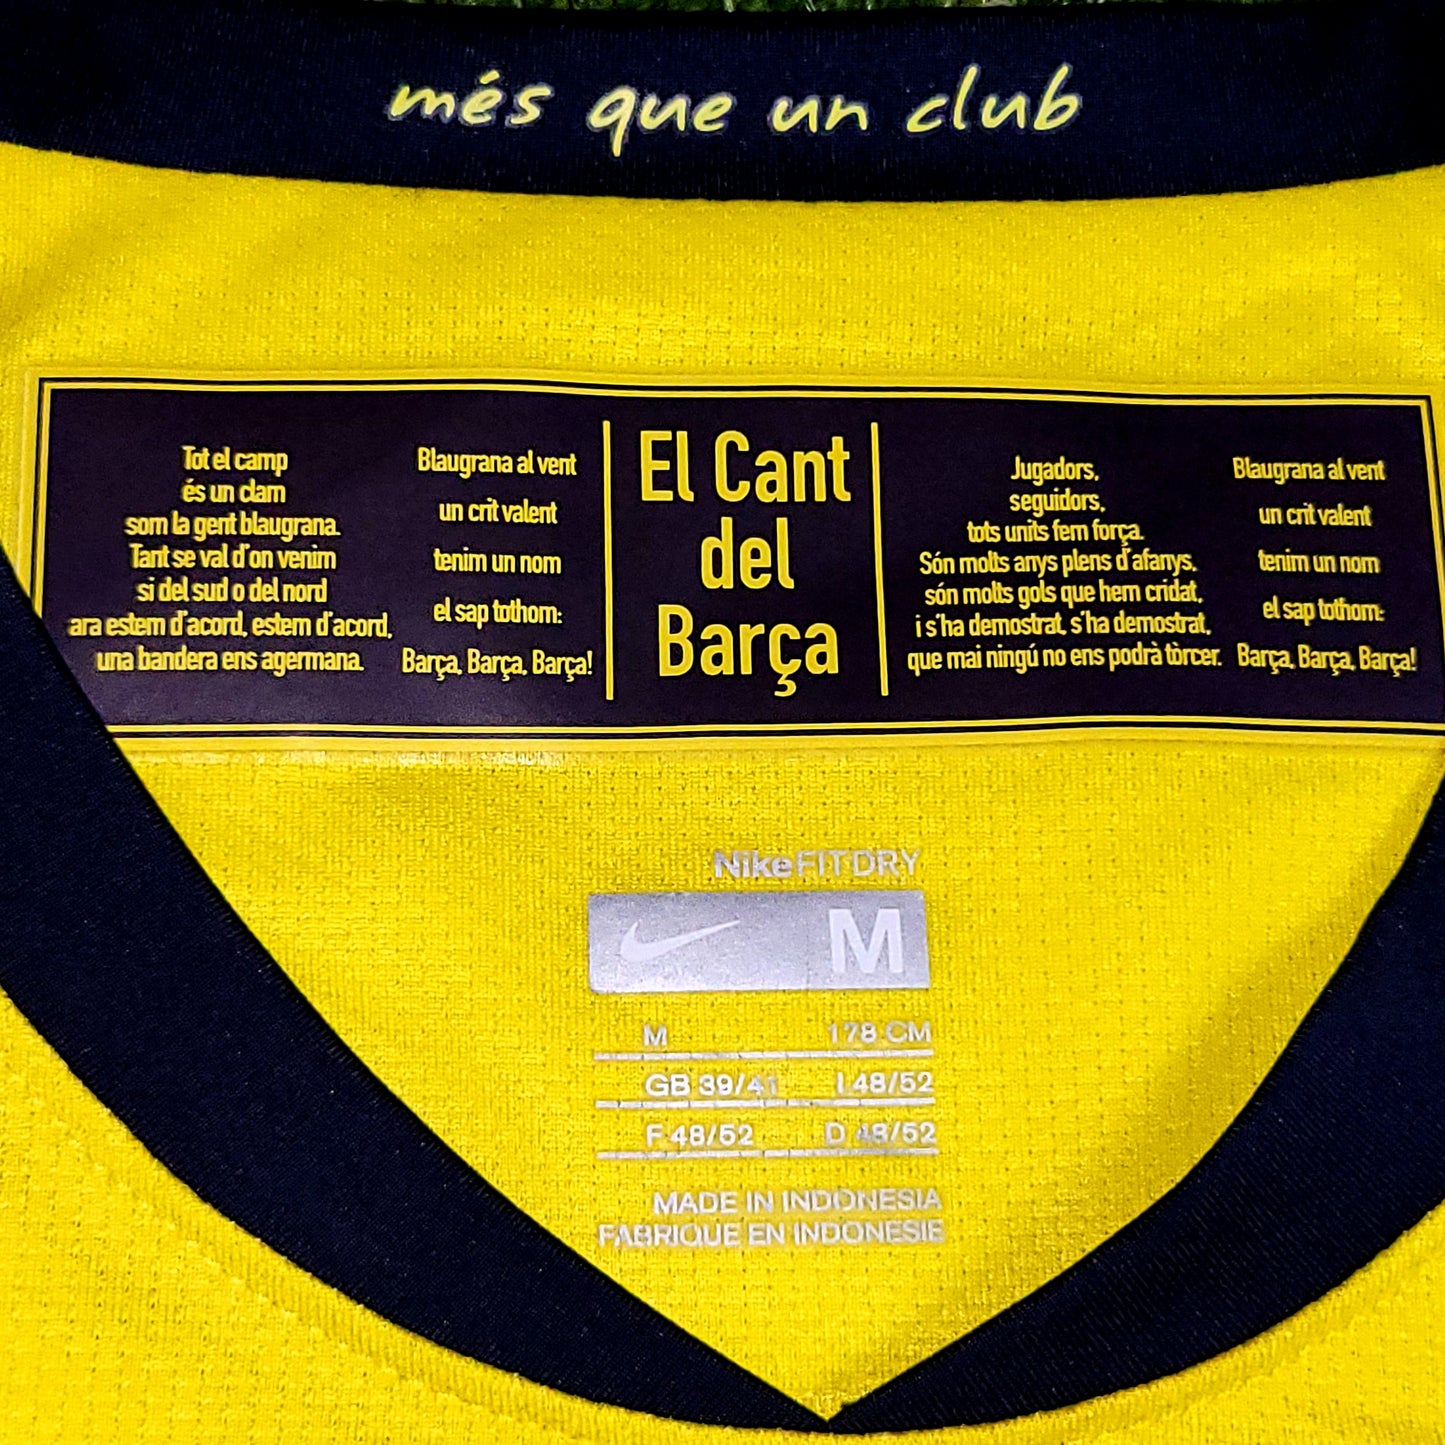 més que un club
Tot el camp
és un clam
som la gent blaugrana.
Tant se val d'on venim
si del sud o del nord
ara estem d'acord, estem d'acord,
una bandera ens agermana.
Blaugrana al vent
un crit valent
tenim un nom
el sap tothom:
Barça, Barça, Barça!
El Cant
del
Barça
Jugadors,
seguidors,
tots units fem força.
Són molts anys plens d'afanys,
són molts gols que hem cridat,
i s'ha demostrat, s'ha demostrat,
que mai ningú no ens podrà tòrcer.
Blaugrana al vent
un crit valent
tenim un nom
el sap tothom:
Barça, Barça, Barça!
NikeFITDRY
M
M 178 CM
GB 39/41 I 48/52
F 48/52 D 48/52
MADE IN INDONESIA
FABRIQUE EN INDONESIE